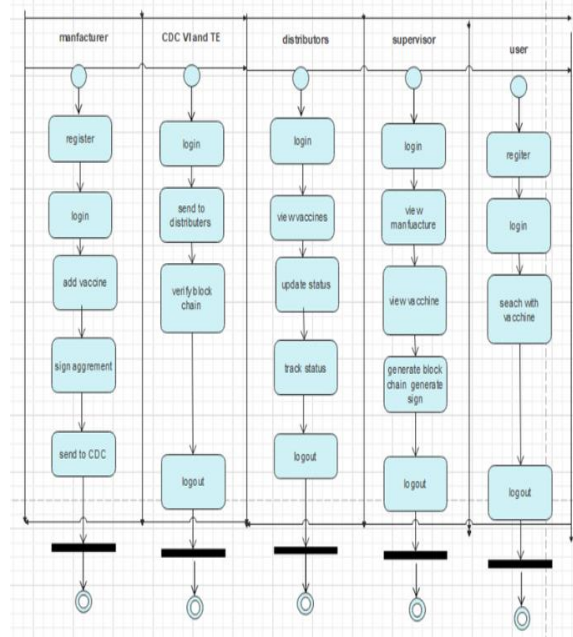 manfacturer
CDC VI and TE
distributors
supervisor
user
register
login
add vaccine
sign aggrement
send to CDC
login
send to
distributers
verify block
chain
logout
login
view vaccines
update status
track status
logout
login
view
manfuacture
view vacchine
generate block
chain generate
sign
logout
regiter
login
seach with
vacchine
logout